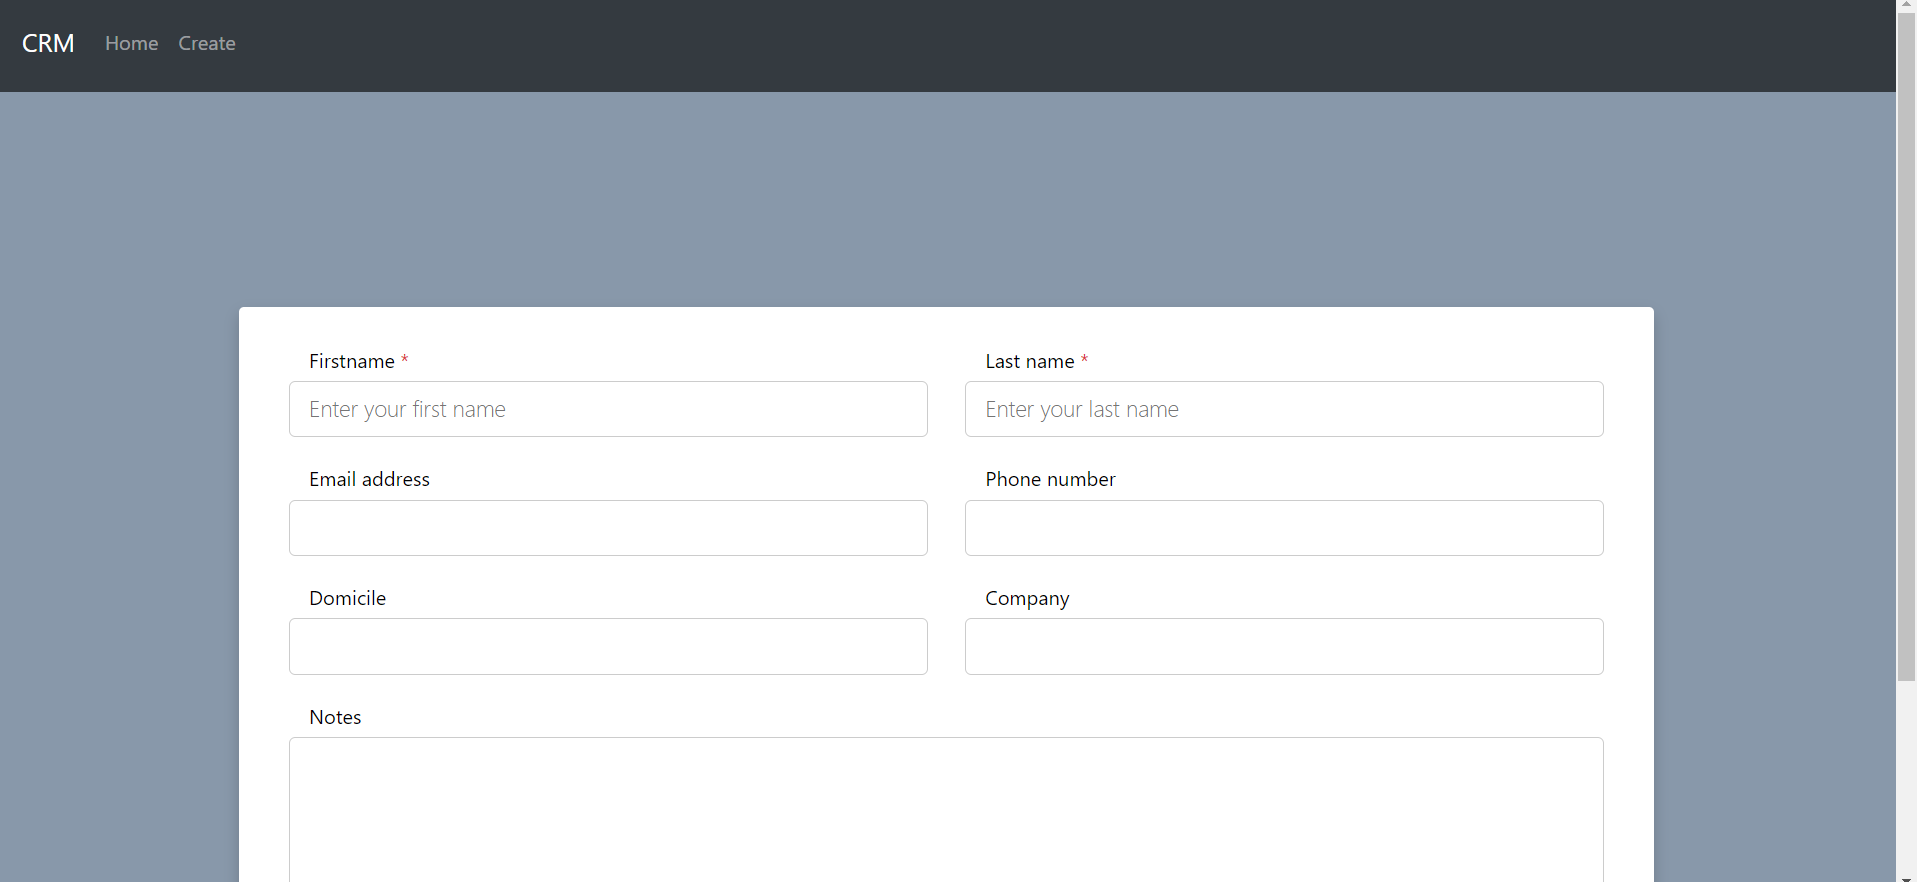 CRM Home Create
Firstname * Last name *
Enter your first name Enter your last name
Email address Phone number
Domicile Company
Notes